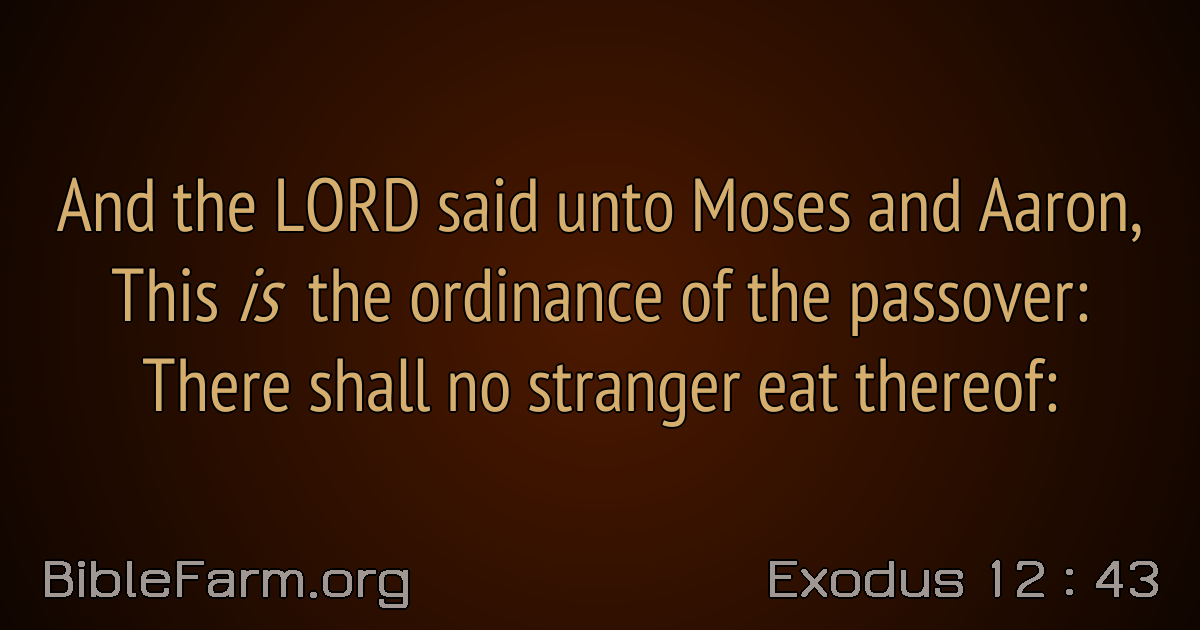 And the LORD said unto Moses and Aaron,
This is the ordinance of the passover:
There shall no stranger eat thereof:
BibleFarm.org
Exodus 12 : 43